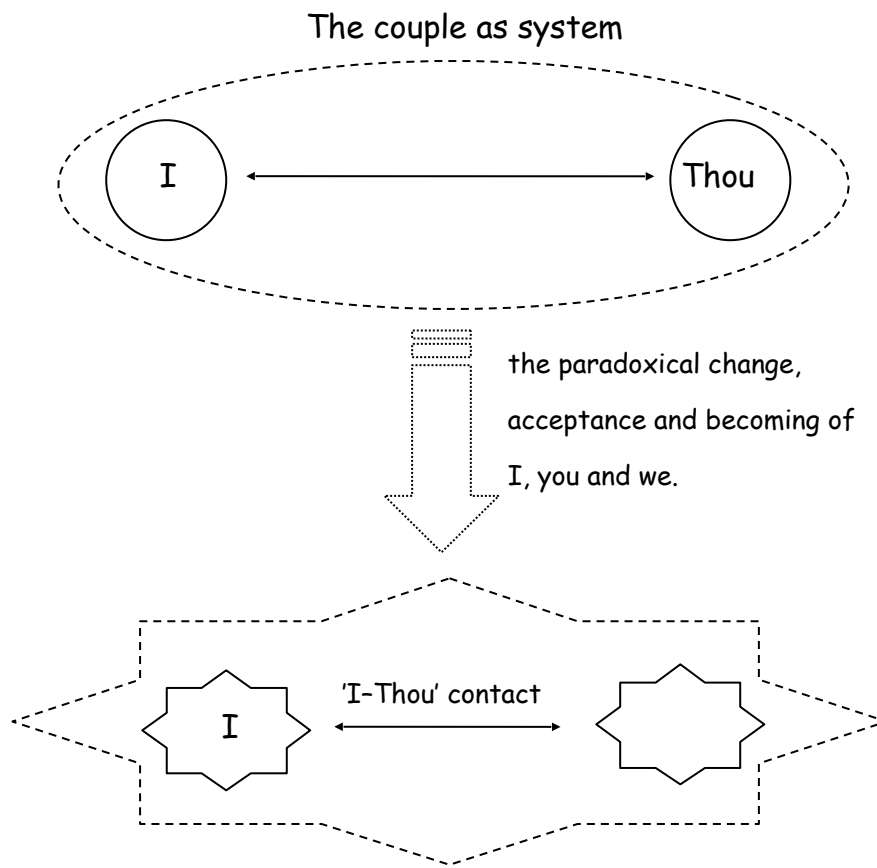 The couple as system
I
Thou
the paradoxical change,
acceptance and becoming of
I, you and we.
'I–Thou' contact
I